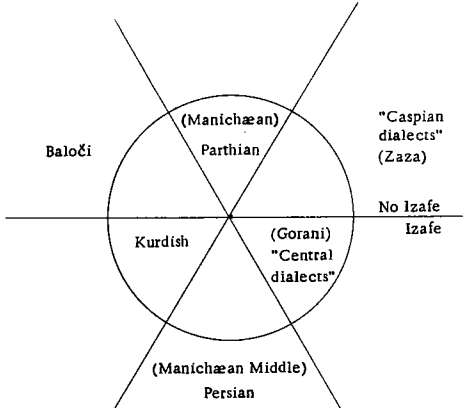 (Manichæan)
Parthian
"Caspian
dialects"
(Zaza)
Baloči
No Izafe
Izafe
Kurdish
(Gorani)
"Central
dialects"
(Manichæan Middle)
Persian